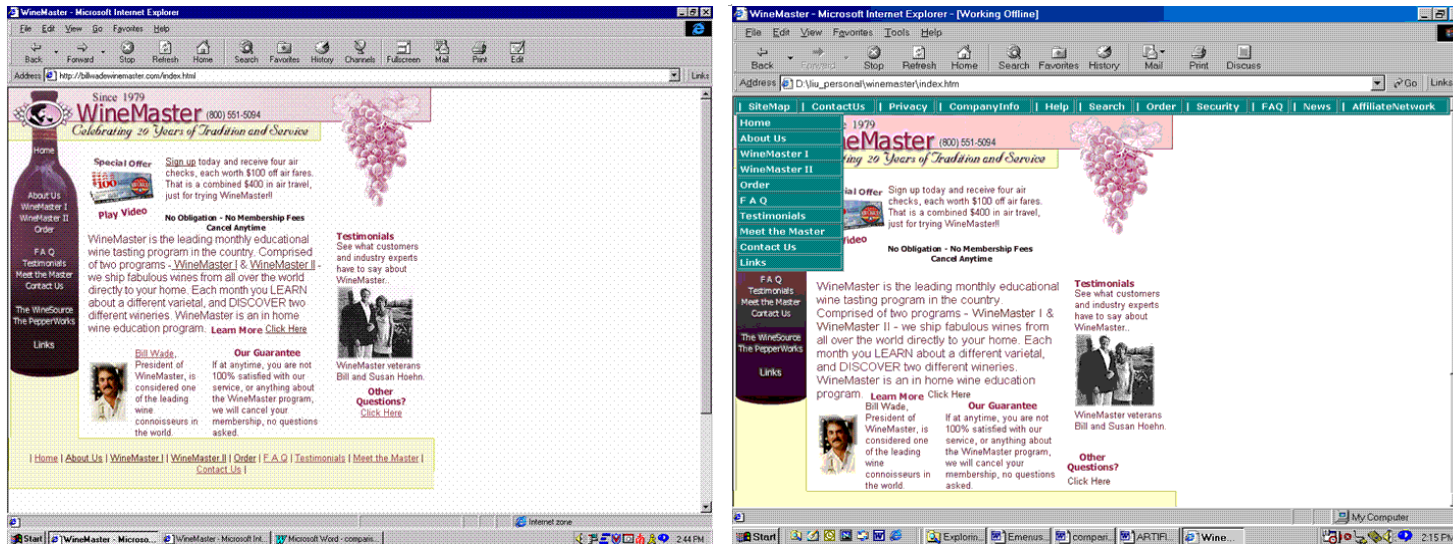 WineMaster - Microsoft Internet Explorer
File Edit View Go Favorites Help
Back Forward Stop Refresh Home Search Favorites History Channels Fullscreen Mail Print Edit
Address http://billwadewinemaster.com/index.html Links
Since 1979
WineMaster (800) 551-5094
Celebrating 20 Years of Tradition and Service
Home
About Us
WineMaster I
WineMaster II
Order
F A Q
Testimonials
Meet the Master
Contact Us
The WineSource
The PepperWorks
Links
Special Offer
$100
Play Video
Sign up today and receive four air
checks, each worth $100 off air fares.
That is a combined $400 in air travel,
just for trying WineMaster!!
No Obligation - No Membership Fees
Cancel Anytime
WineMaster is the leading monthly educational
wine tasting program in the country. Comprised
of two programs - WineMaster I & WineMaster II -
we ship fabulous wines from all over the world
directly to your home. Each month you LEARN
about a different varietal, and DISCOVER two
different wineries. WineMaster is an in home
wine education program. Learn More Click Here
Testimonials
See what customers
and industry experts
have to say about
WineMaster..
WineMaster veterans
Bill and Susan Hoehn.
Other
Questions?
Click Here
Bill Wade,
President of
WineMaster, is
considered one
of the leading
wine
connoisseurs in
the world.
Our Guarantee
If at anytime, you are not
100% satisfied with our
service, or anything about
the WineMaster program,
we will cancel your
membership, no questions
asked.
| Home | About Us | WineMaster I | WineMaster II | Order | F A Q | Testimonials | Meet the Master |
Contact Us |
Internet zone
Start WineMaster - Microso... WineMaster - Microsoft Int... Microsoft Word - comparis... 2:44 PM
WineMaster - Microsoft Internet Explorer - [Working Offline]
File Edit View Favorites Tools Help
Back Forward Stop Refresh Home Search Favorites History Mail Print Discuss
Address D:\liu_personal\winemaster\index.htm Go Links
| SiteMap | ContactUs | Privacy | CompanyInfo | Help | Search | Order | Security | FAQ | News | AffiliateNetwork
Home
About Us
WineMaster I
WineMaster II
Order
F A Q
Testimonials
Meet the Master
Contact Us
Links
1979
eMaster (800) 551-5094
ing 20 Years of Tradition and Service
ial Offer
ideo
Sign up today and receive four air
checks, each worth $100 off air fares.
That is a combined $400 in air travel,
just for trying WineMaster!!
No Obligation - No Membership Fees
Cancel Anytime
F A Q
Testimonials
Meet the Master
Contact Us
The WineSource
The PepperWorks
Links
WineMaster is the leading monthly educational
wine tasting program in the country.
Comprised of two programs - WineMaster I &
WineMaster II - we ship fabulous wines from
all over the world directly to your home. Each
month you LEARN about a different varietal,
and DISCOVER two different wineries.
WineMaster is an in home wine education
program. Learn More Click Here
Testimonials
See what customers
and industry experts
have to say about
WineMaster..
WineMaster veterans
Bill and Susan Hoehn.
Other
Questions?
Click Here
Bill Wade,
President of
WineMaster, is
considered one
of the leading
wine
connoisseurs in
the world.
Our Guarantee
If at anytime, you are not
100% satisfied with our
service, or anything about
the WineMaster program,
we will cancel your
membership, no questions
asked.
My Computer
Start Explorin... Emenus... compari... ARTIFI... Wine... 2:15 P